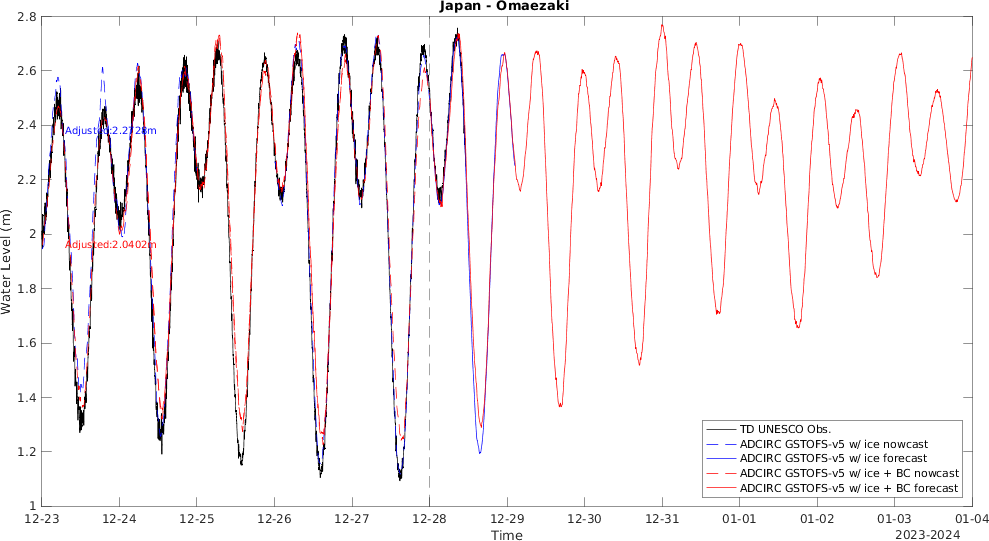 Japan - Omaezaki
Water Level (m)
2.8
2.6
2.4
2.2
2
1.8
1.6
1.4
1.2
1
Adjusted:2.2728m
Adjusted:2.0402m
TD UNESCO Obs.
ADCIRC GSTOFS-v5 w/ ice nowcast
ADCIRC GSTOFS-v5 w/ ice forecast
ADCIRC GSTOFS-v5 w/ ice + BC nowcast
ADCIRC GSTOFS-v5 w/ ice + BC forecast
12-23 12-24 12-25 12-26 12-27 12-28 12-29 12-30 12-31 01-01 01-02 01-03 01-04
Time
2023-2024